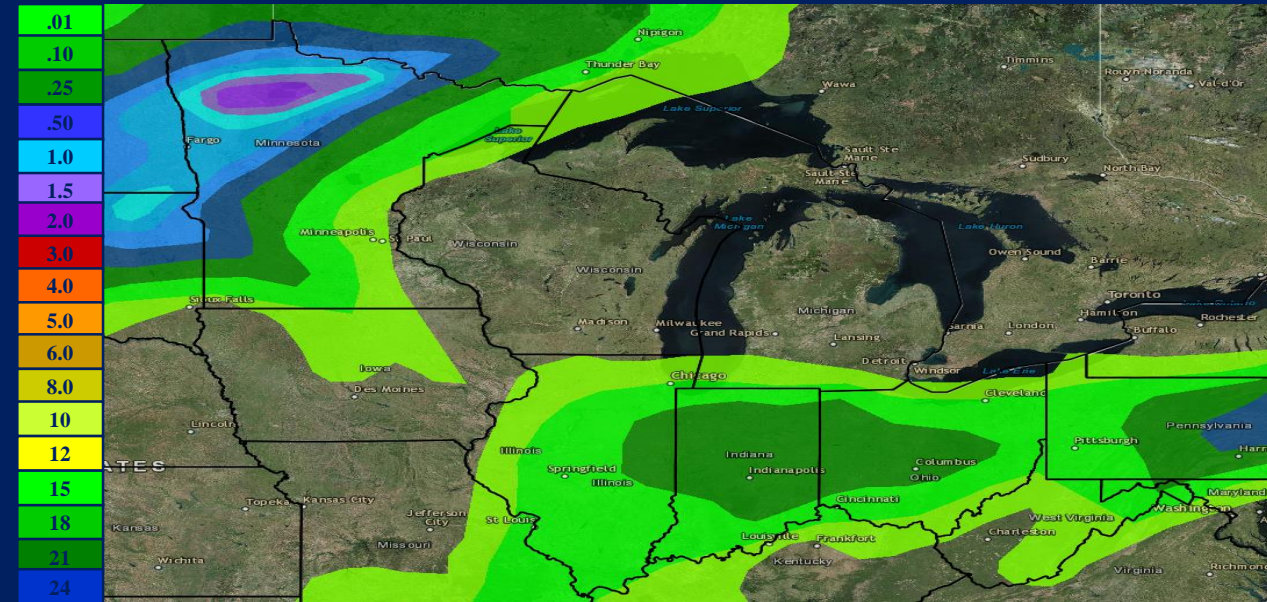 .01
.10
.25
.50
1.0
1.5
2.0
3.0
4.0
5.0
6.0
8.0
10
12
15
18
21
24
Nipigon
Thunder Bay
Timmins
Rouyn Noranda
Val-d'Or
Wawa
Lake Superior
Lake
Superior
Fargo
Minnesota
Sault Ste
Marie
Sault Ste
Marie
Sudbury
North Bay
Minneapolis
St Paul
Wisconsin
Wisconsin
Lake
Michigan
Lake Huron
Owen Sound
Barrie
Toronto
Lake Ontario
Hamilton
Rochester
Buffalo
Sioux Falls
Madison
Milwaukee
Grand Rapids
Michigan
Lansing
Sarnia
London
Detroit
Windsor
Lake Erie
Iowa
Des Moines
Chicago
Cleveland
Lincoln
ATES
Illinois
Springfield
Illinois
Indiana
Indianapolis
Columbus
Ohio
Pittsburgh
Pennsylvania
Harr
Topeka
Kansas City
Kansas
Jefferson
City
St Louis
Missouri
Cincinnati
Maryland
Washington
West Virginia
Charleston
Louisville
Frankfort
Kentucky
Wichita
Virginia
Richmond